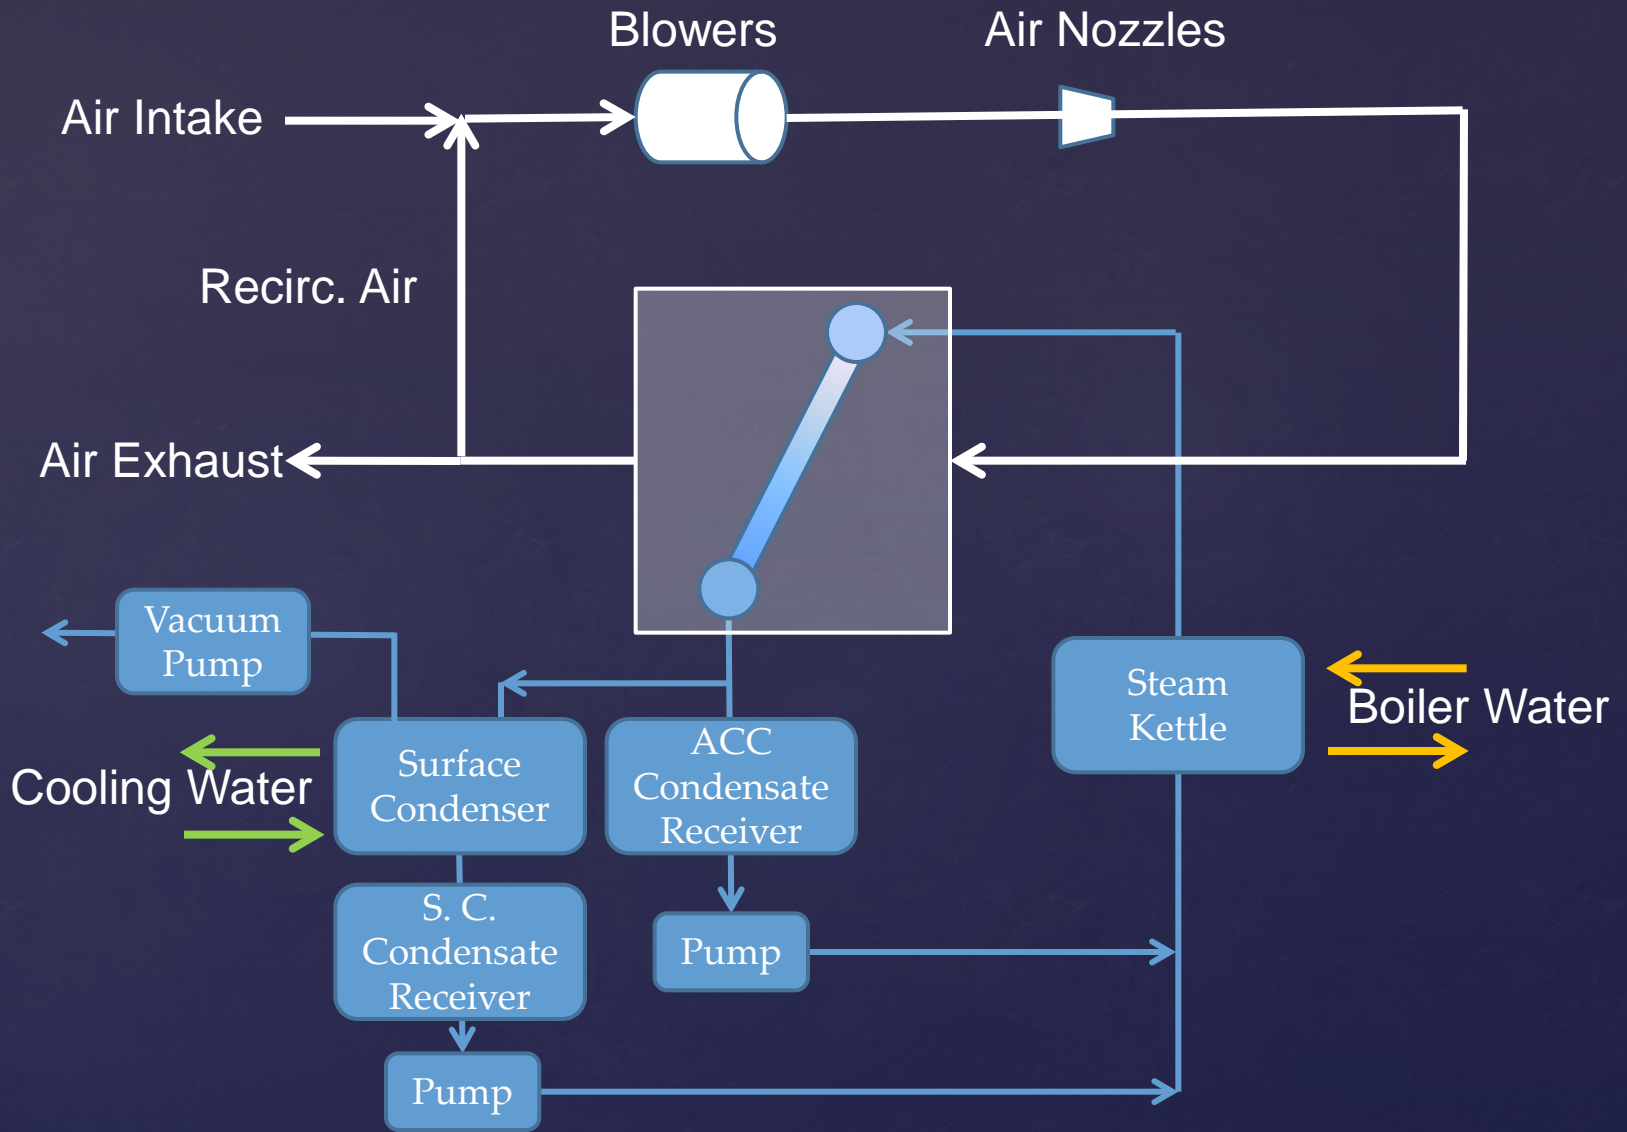 Blowers
Air Nozzles
Air Intake
Recirc. Air
Air Exhaust
Vacuum
Pump
Steam
Kettle
Boiler Water
Cooling Water
Surface
Condenser
ACC
Condensate
Receiver
S. C.
Condensate
Receiver
Pump
Pump